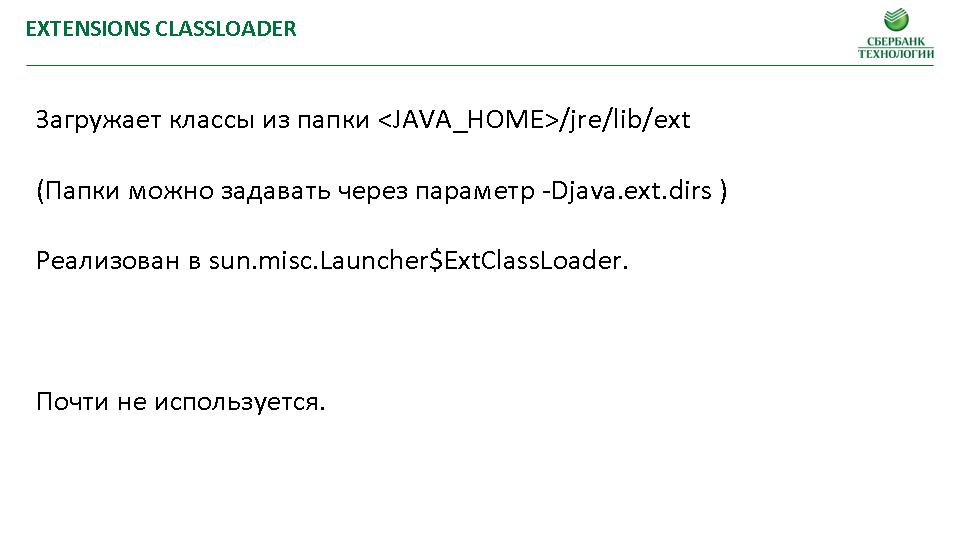 EXTENSIONS CLASSLOADER
СБЕРБАНК
ТЕХНОЛОГИИ
Загружает классы из папки <JAVA_HOME>/jre/lib/ext
(Папки можно задавать через параметр -Djava.ext.dirs )
Реализован в sun.misc.Launcher$ExtClassLoader.
Почти не используется.